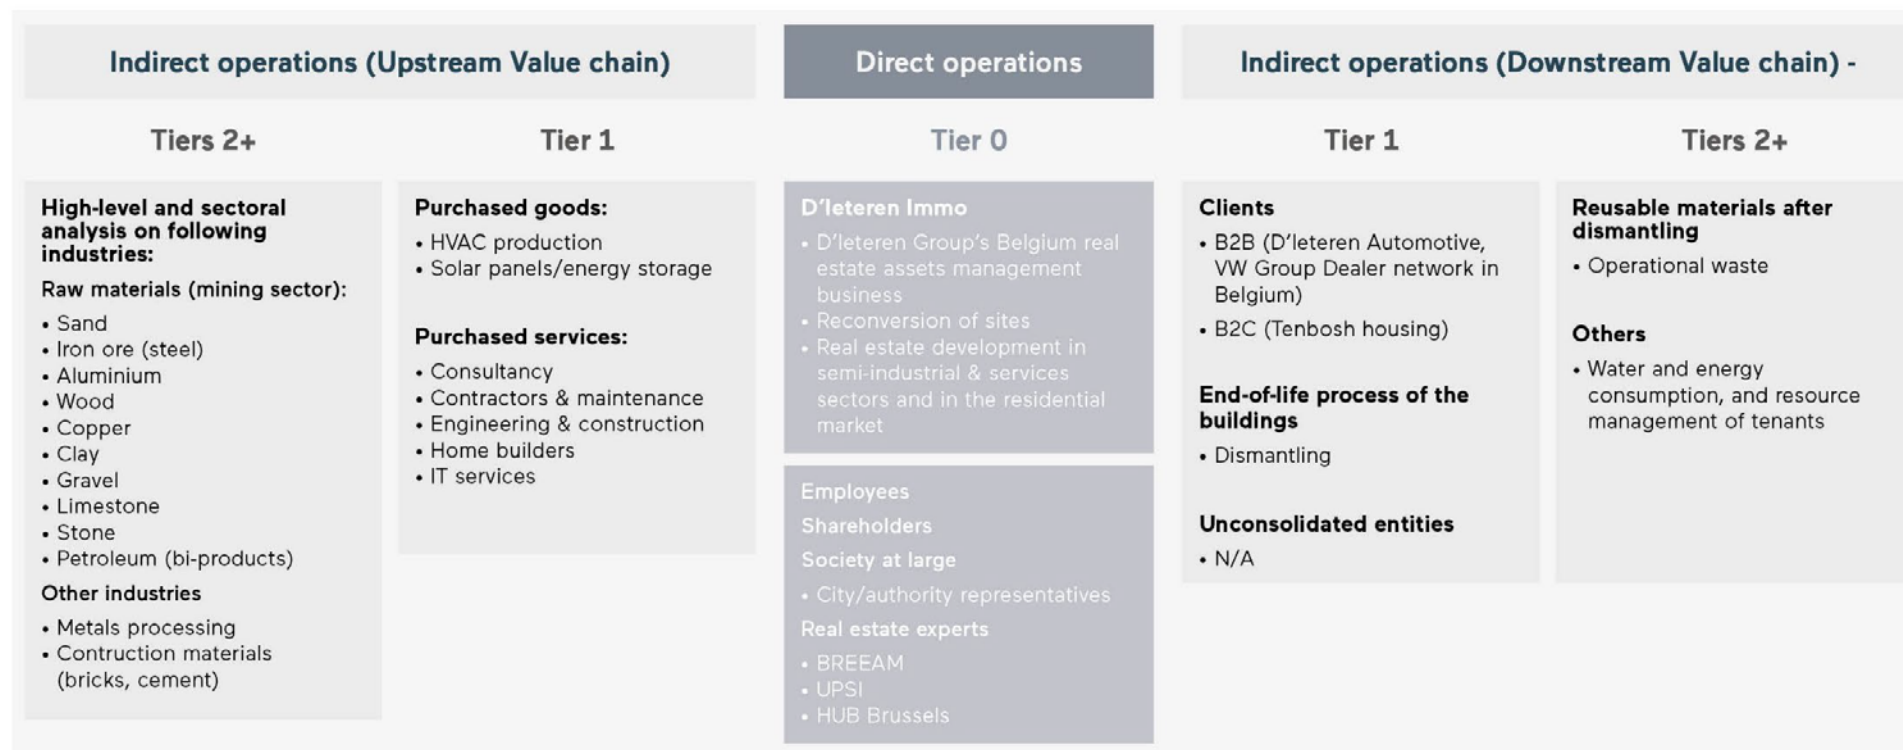 Indirect operations (Upstream Value chain)
Direct operations
Indirect operations (Downstream Value chain) -
Tiers 2+
Tier 1
Tier 0
Tier 1
Tiers 2+
High-level and sectoral
analysis on following
industries:
Raw materials (mining sector):
• Sand
• Iron ore (steel)
• Aluminium
• Wood
• Copper
• Clay
• Gravel
• Limestone
• Stone
• Petroleum (bi-products)
Other industries
• Metals processing
• Contruction materials
(bricks, cement)
Purchased goods:
• HVAC production
• Solar panels/energy storage
Purchased services:
• Consultancy
• Contractors & maintenance
• Engineering & construction
• Home builders
• IT services
D'Ieteren Immo
• D'Ieteren Group's Belgium real
estate assets management
business
• Reconversion of sites
• Real estate development in
semi-industrial & services
sectors and in the residential
market
Employees
Shareholders
Society at large
• City/authority representatives
Real estate experts
• BREEAM
• UPSI
• HUB Brussels
Clients
• B2B (D'Ieteren Automotive,
VW Group Dealer network in
Belgium)
• B2C (Tenbosh housing)
End-of-life process of the
buildings
• Dismantling
Unconsolidated entities
• N/A
Reusable materials after
dismantling
• Operational waste
Others
• Water and energy
consumption, and resource
management of tenants